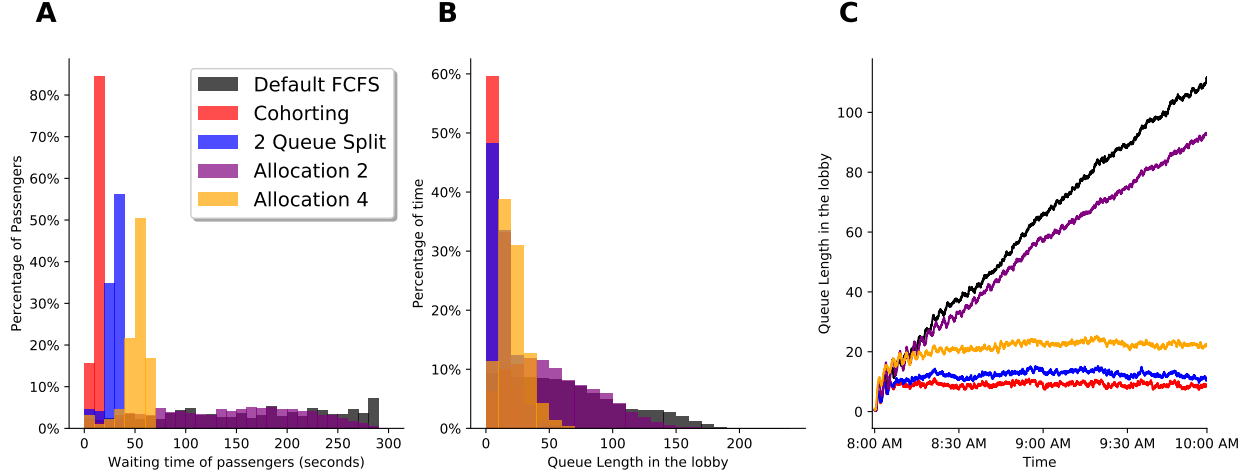 A
Percentage of Passengers
80%
70%
60%
50%
40%
30%
20%
10%
0%
0 50 100 150 200 250 300
Waiting time of passengers (seconds)
Default FCFS
Cohorting
2 Queue Split
Allocation 2
Allocation 4
B
Percentage of time
60%
50%
40%
30%
20%
10%
0%
0 50 100 150 200
Queue Length in the lobby
C
Queue Length in the lobby
100
80
60
40
20
0
8:00 AM 8:30 AM 9:00 AM 9:30 AM 10:00 AM
Time